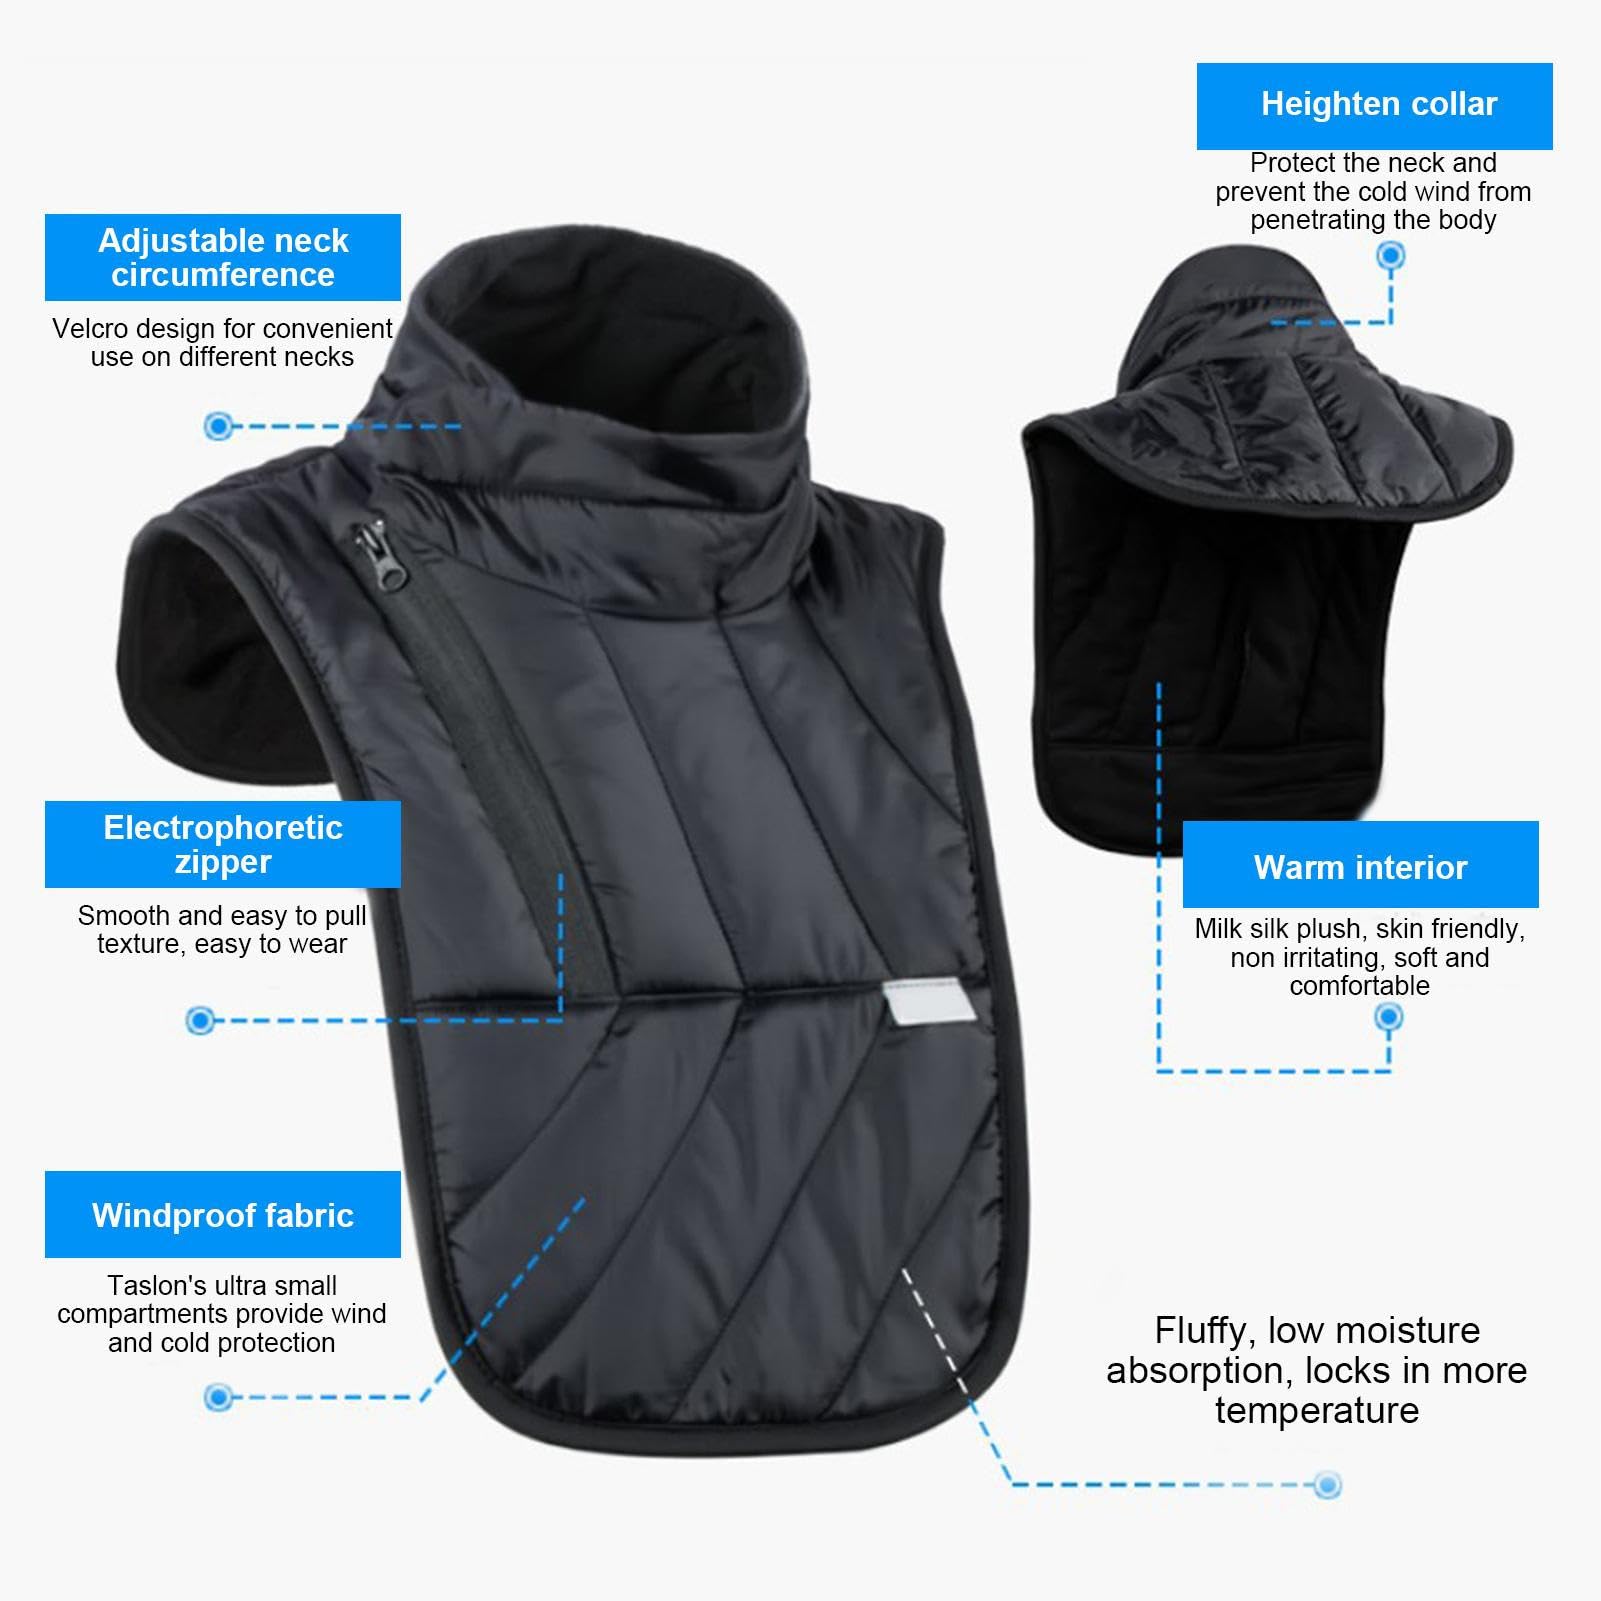 Heighten collar
Protect the neck and
prevent the cold wind from
penetrating the body
Adjustable neck
circumference
Velcro design for convenient
use on different necks
Electrophoretic
zipper
Smooth and easy to pull
texture, easy to wear
Warm interior
Milk silk plush, skin friendly,
non irritating, soft and
comfortable
Windproof fabric
Taslon's ultra small
compartments provide wind
and cold protection
Fluffy, low moisture
absorption, locks in more
temperature